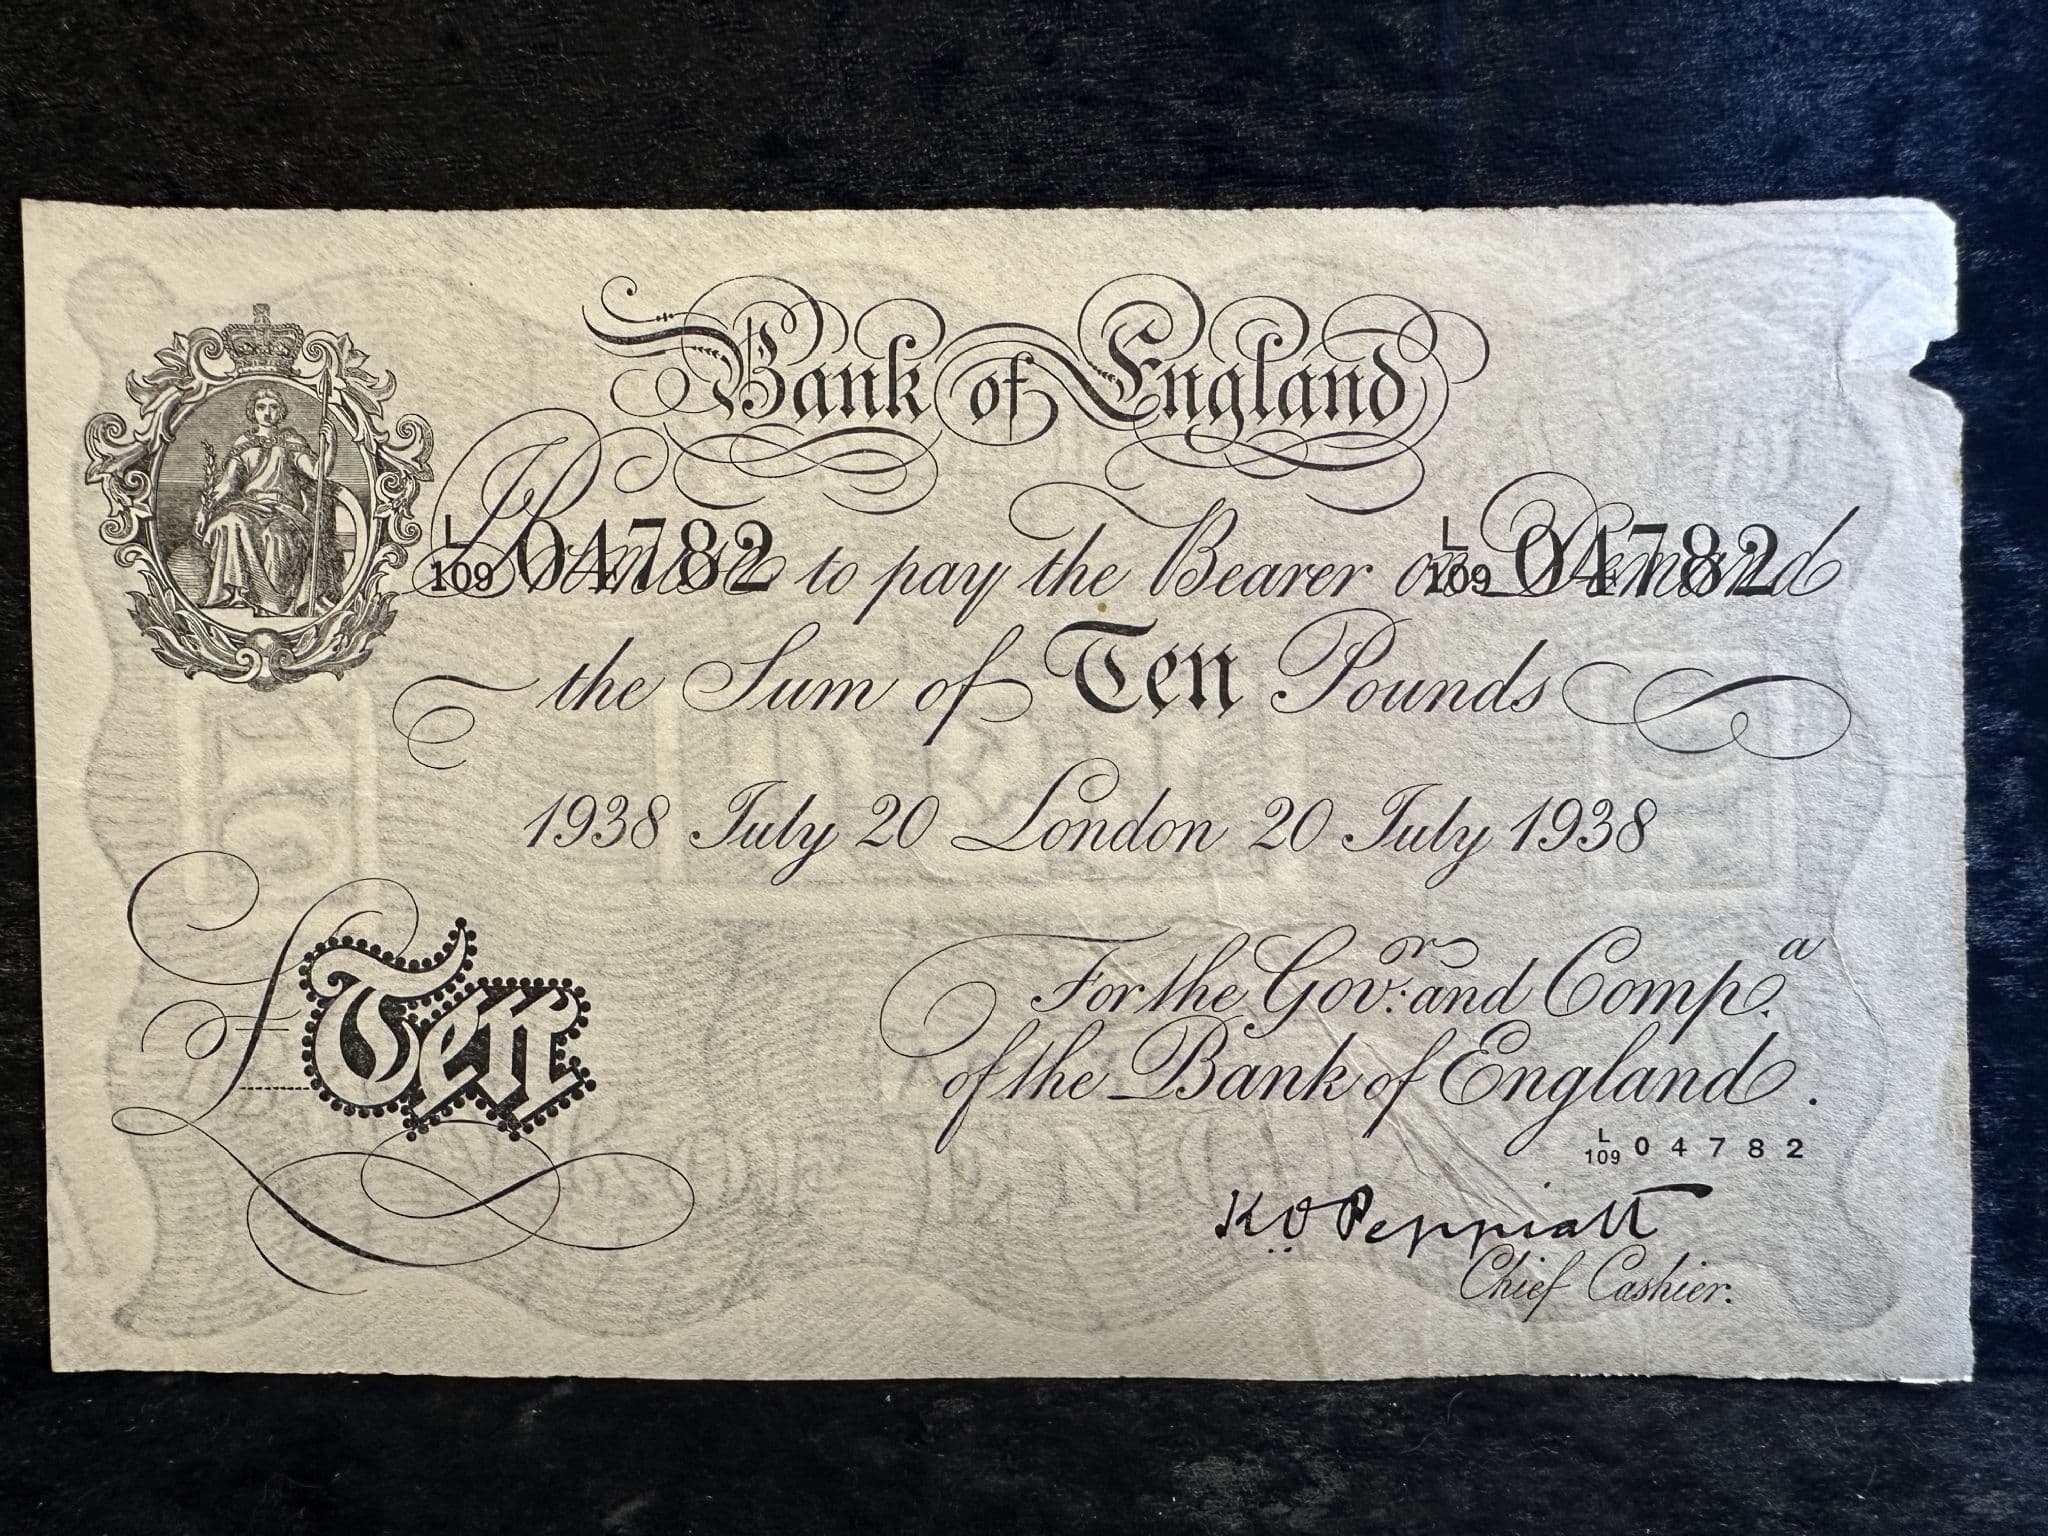 Bank of England
L
109 04782 L
109 04782
I Promise to pay the Bearer on Demand
the Sum of Ten Pounds
1938 July 20 London 20 July 1938
For the Govr. and Compa.
of the Bank of England.
£ Ten
L
109 04782
K.O Peppiatt
Chief Cashier.